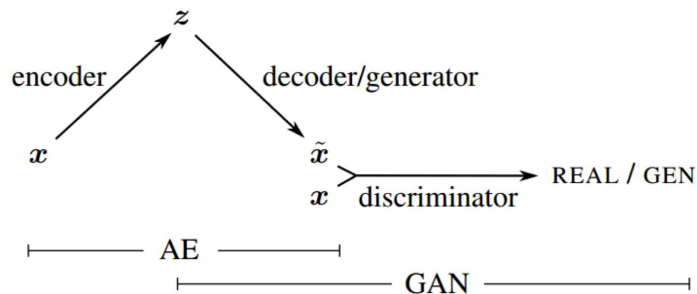 z
encoder
decoder/generator
x
x̃
x
discriminator
REAL / GEN
AE
GAN